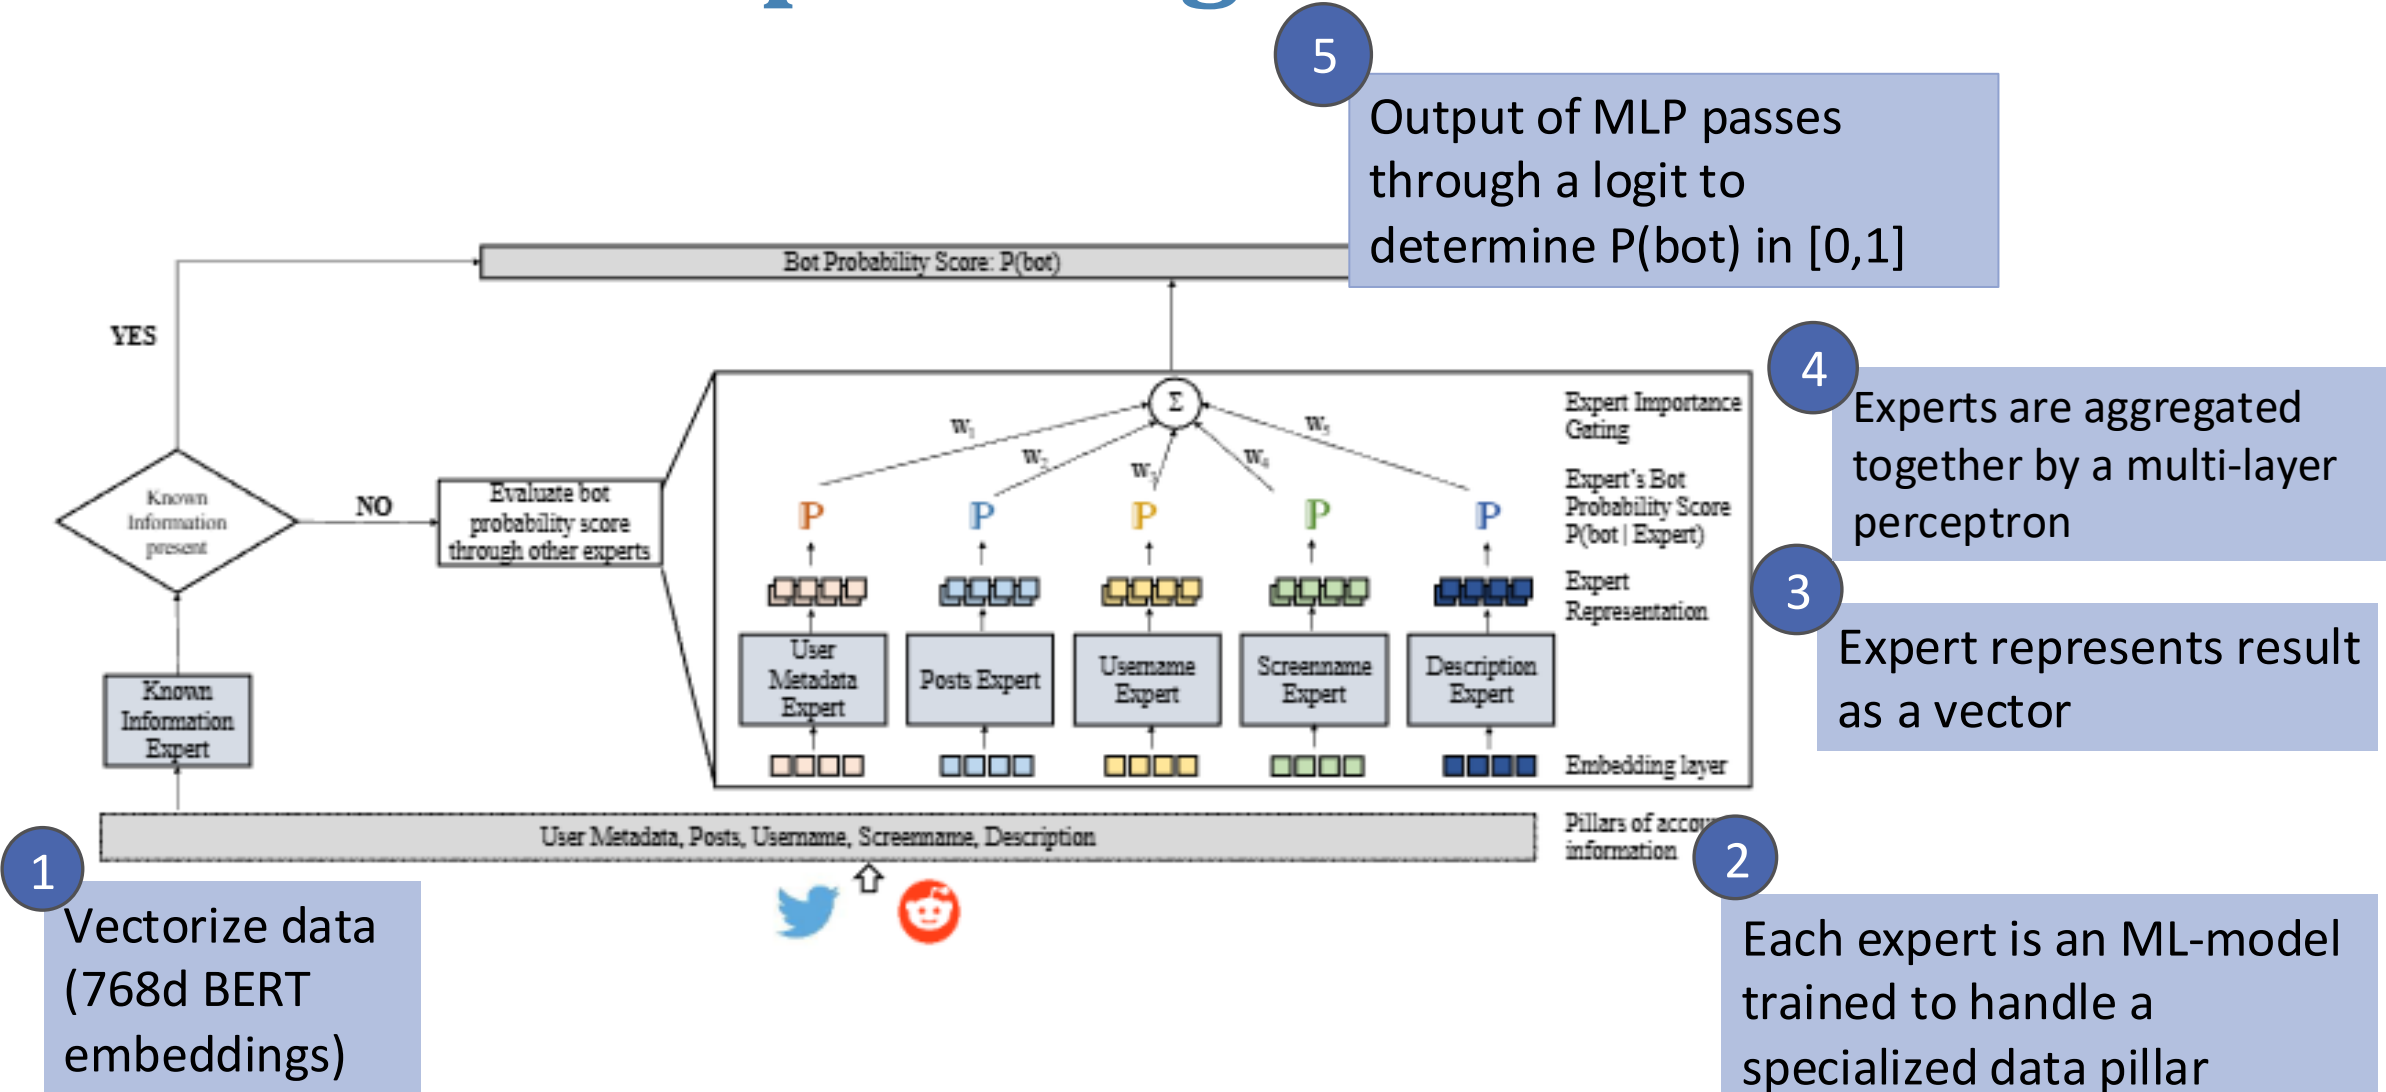 5
Output of MLP passes
through a logit to
determine P(bot) in [0,1]
Bot Probability Score: P(bot)
YES
4
Experts are aggregated
together by a multi-layer
perceptron
Σ
Expert Importance
Gating
W1
W2
W3
W4
W5
Known
Information
present
NO
Evaluate bot
probability score
through other experts
P
P
P
P
P
Expert's Bot
Probability Score
P(bot | Expert)
3
Expert represents result
as a vector
Expert
Representation
Known
Information
Expert
User
Metadata
Expert
Posts Expert
Username
Expert
Screenname
Expert
Description
Expert
Embedding layer
User Metadata, Posts, Username, Screenname, Description
Pillars of
information
1
Vectorize data
(768d BERT
embeddings)
2
Each expert is an ML-model
trained to handle a
specialized data pillar